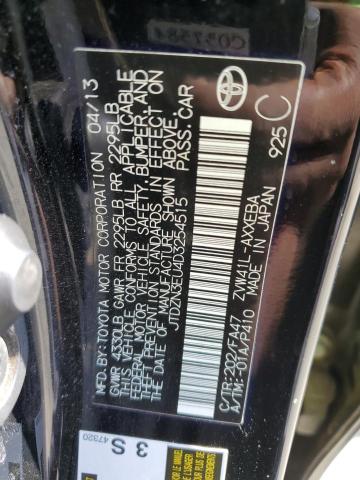 MFD. BY: TOYOTA MOTOR CORPORATION 04/13
GVWR 4330LB GAWR FR 2295LB RR 2295LB
THIS VEHICLE CONFORMS TO ALL APPLICABLE
FEDERAL MOTOR VEHICLE SAFETY, BUMPER, AND
THEFT PREVENTION STANDARDS IN EFFECT ON
THE DATE OF MANUFACTURE SHOWN ABOVE.
JTDZN3EU4D3254515 PASS. CAR
C/TR:202/FA47 ZVW41L-AXXEBA
A/TM:-01A/P410 MADE IN JAPAN 925 C
TOYOTA
3 S
47320